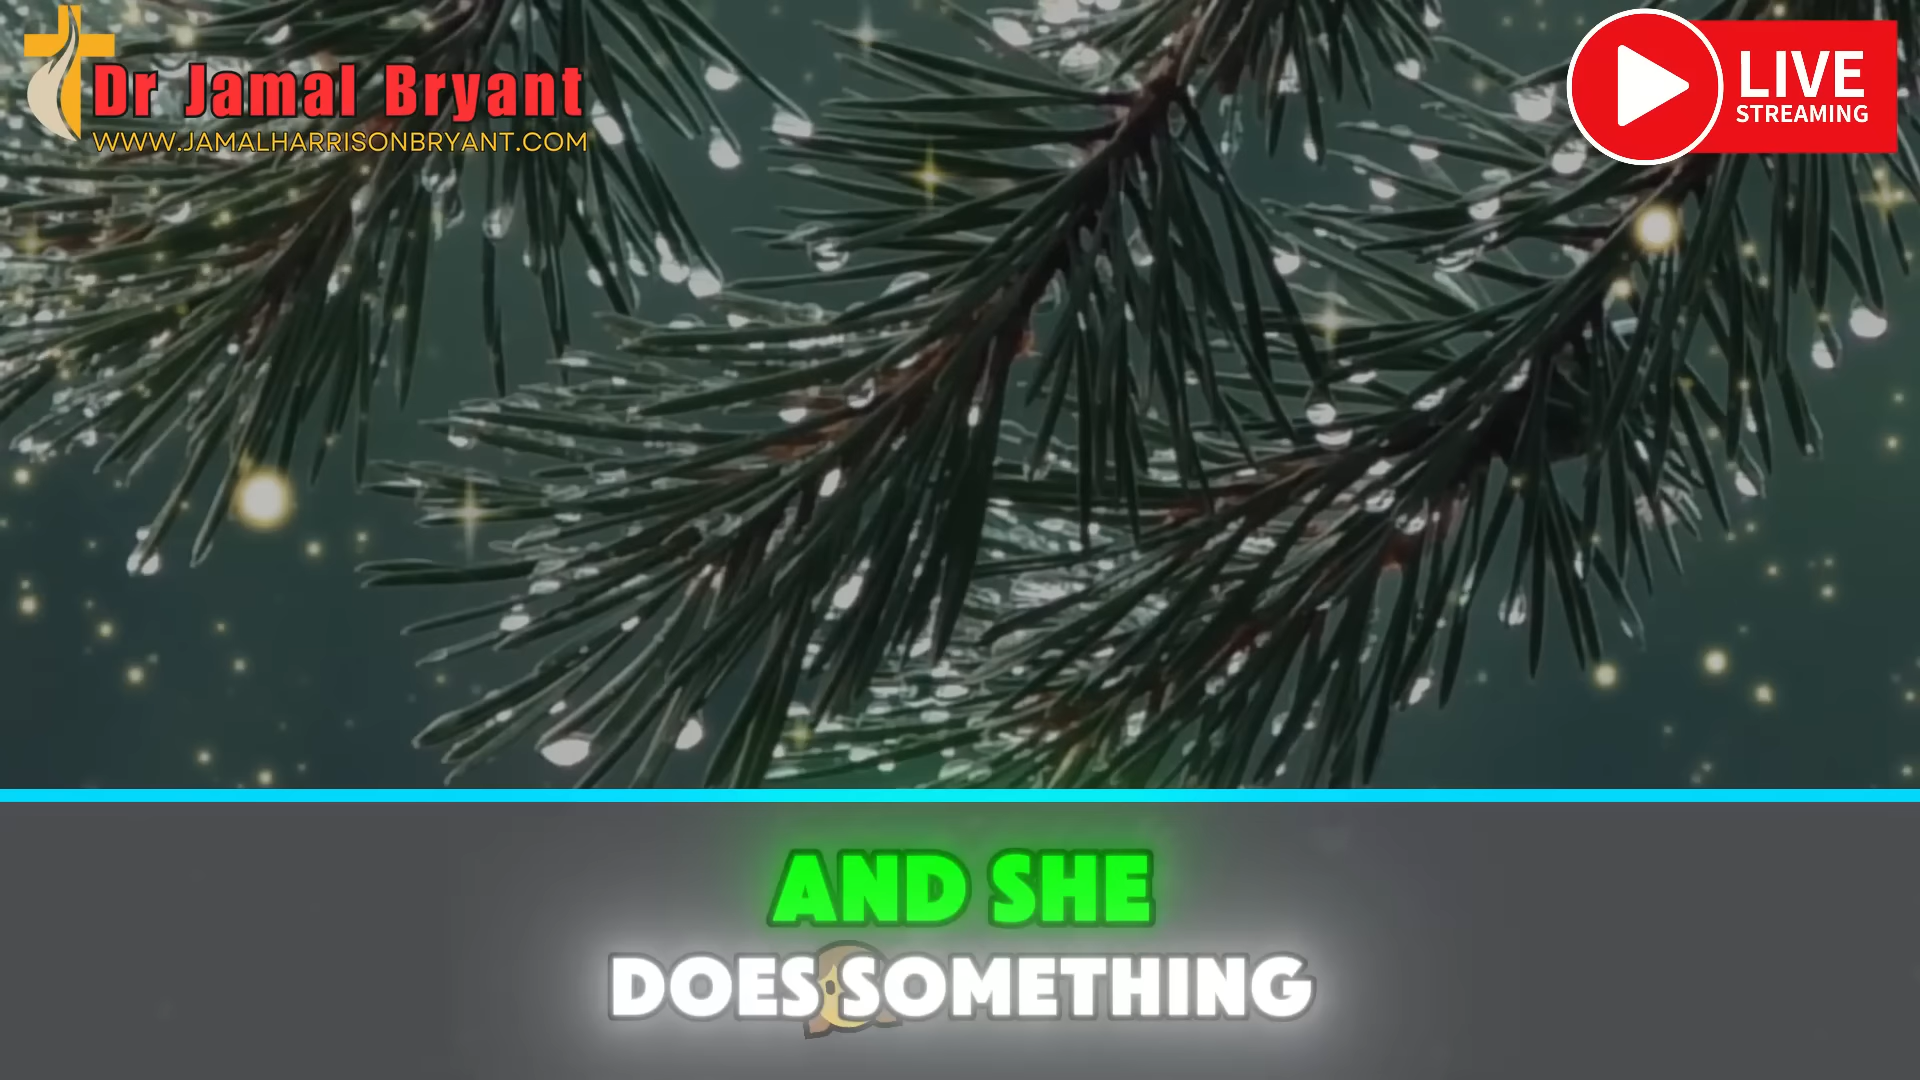 Dr Jamal Bryant
WWW.JAMALHARRISONBRYANT.COM
LIVE
STREAMING
AND SHE
DOES SOMETHING